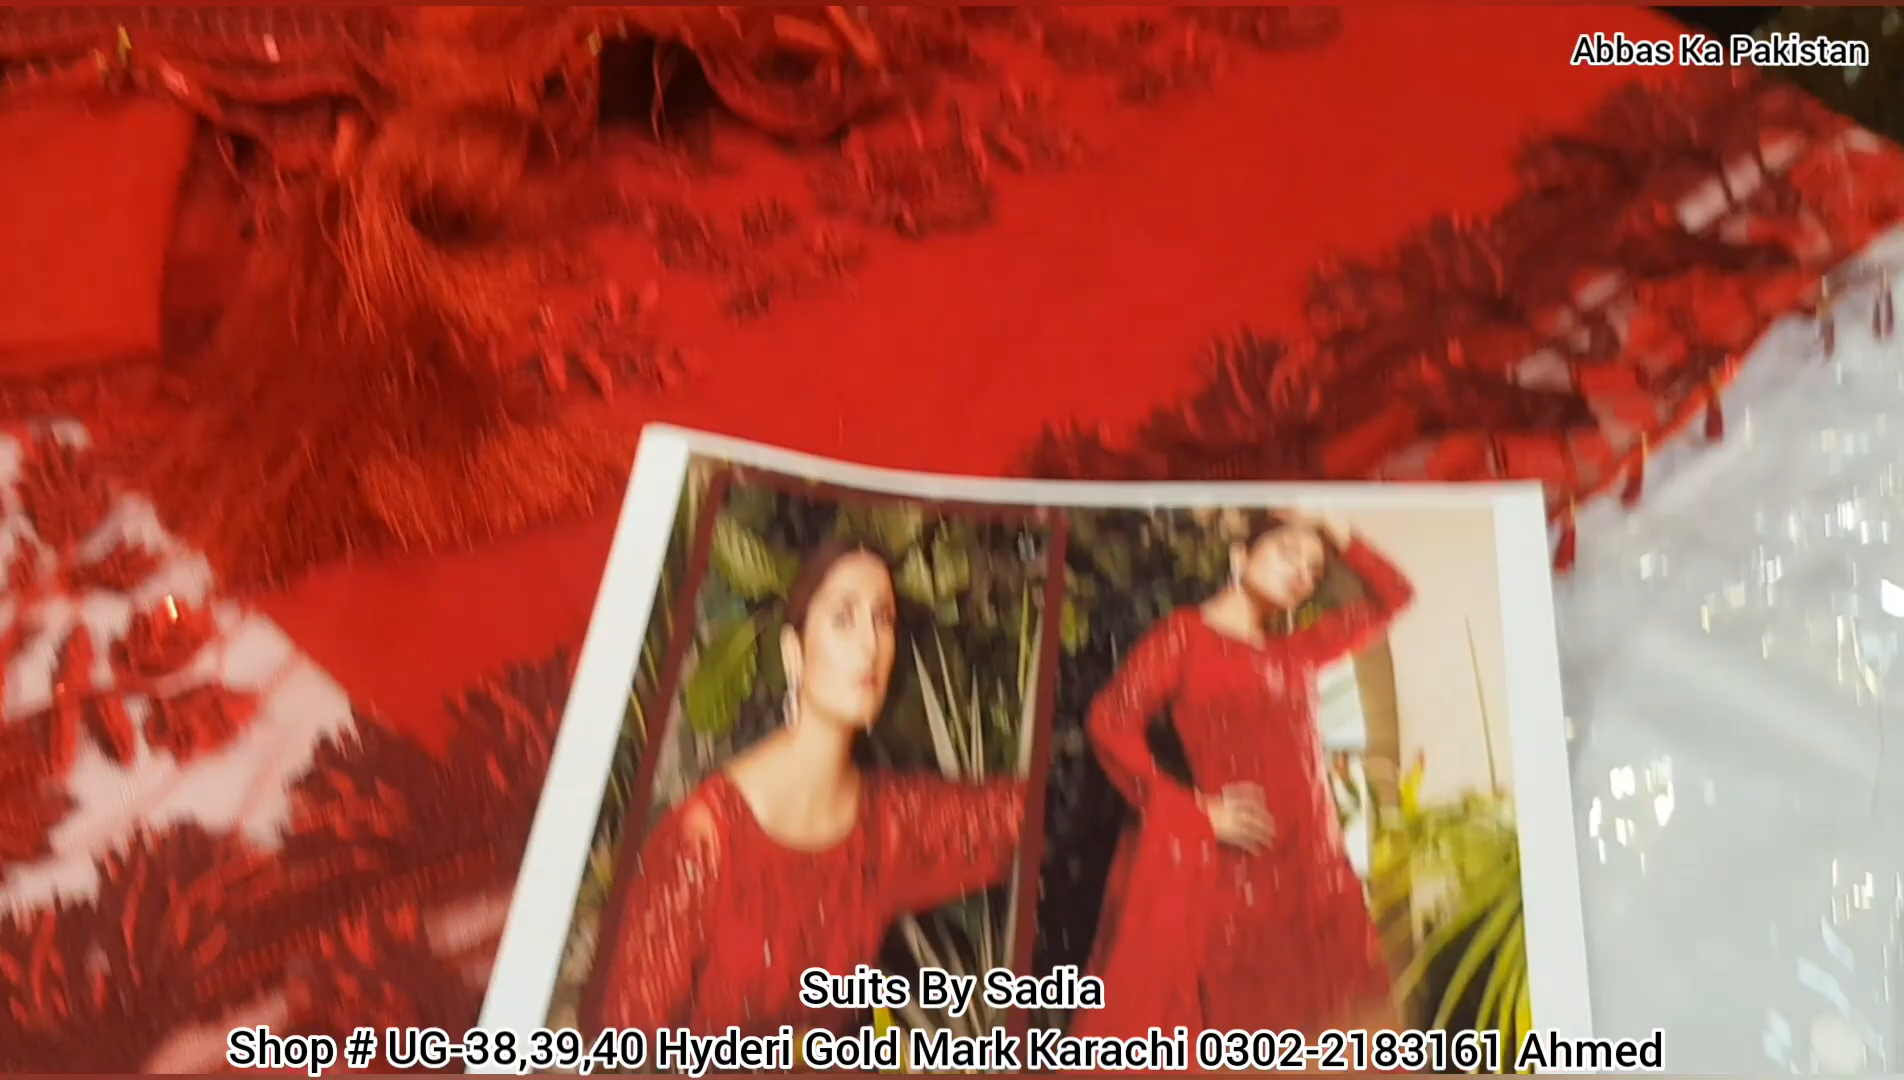 Abbas Ka Pakistan
Suits By Sadia
Shop # UG-38,39,40 Hyderi Gold Mark Karachi 0302-2183161 Ahmed